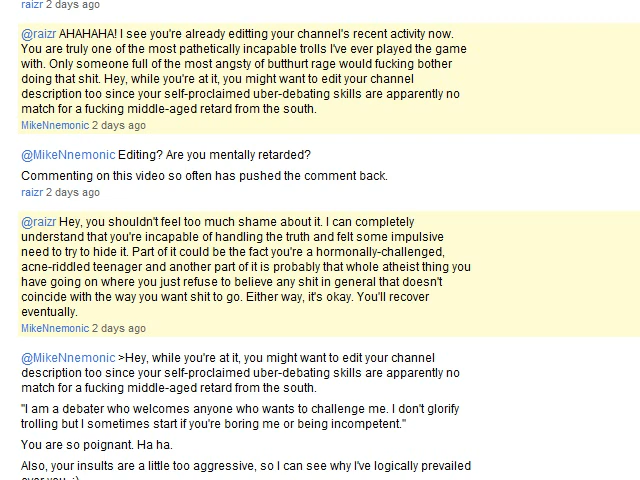 raizr 2 days ago
@raizr AHAHAHA! I see you're already editting your channel's recent activity now.
You are truly one of the most pathetically incapable trolls I've ever played the game
with. Only someone full of the most angsty of butthurt rage would fucking bother
doing that shit. Hey, while you're at it, you might want to edit your channel
description too since your self-proclaimed uber-debating skills are apparently no
match for a fucking middle-aged retard from the south.
MikeNnemonic 2 days ago
@MikeNnemonic Editing? Are you mentally retarded?
Commenting on this video so often has pushed the comment back.
raizr 2 days ago
@raizr Hey, you shouldn't feel too much shame about it. I can completely
understand that you're incapable of handling the truth and felt some impulsive
need to try to hide it. Part of it could be the fact you're a hormonally-challenged,
acne-riddled teenager and another part of it is probably that whole atheist thing you
have going on where you just refuse to believe any shit in general that doesn't
coincide with the way you want shit to go. Either way, it's okay. You'll recover
eventually.
MikeNnemonic 2 days ago
@MikeNnemonic >Hey, while you're at it, you might want to edit your channel
description too since your self-proclaimed uber-debating skills are apparently no
match for a fucking middle-aged retard from the south.
"I am a debater who welcomes anyone who wants to challenge me. I don't glorify
trolling but I sometimes start if you're boring me or being incompetent."
You are so poignant. Ha ha.
Also, your insults are a little too aggressive, so I can see why I've logically prevailed
over you. :)